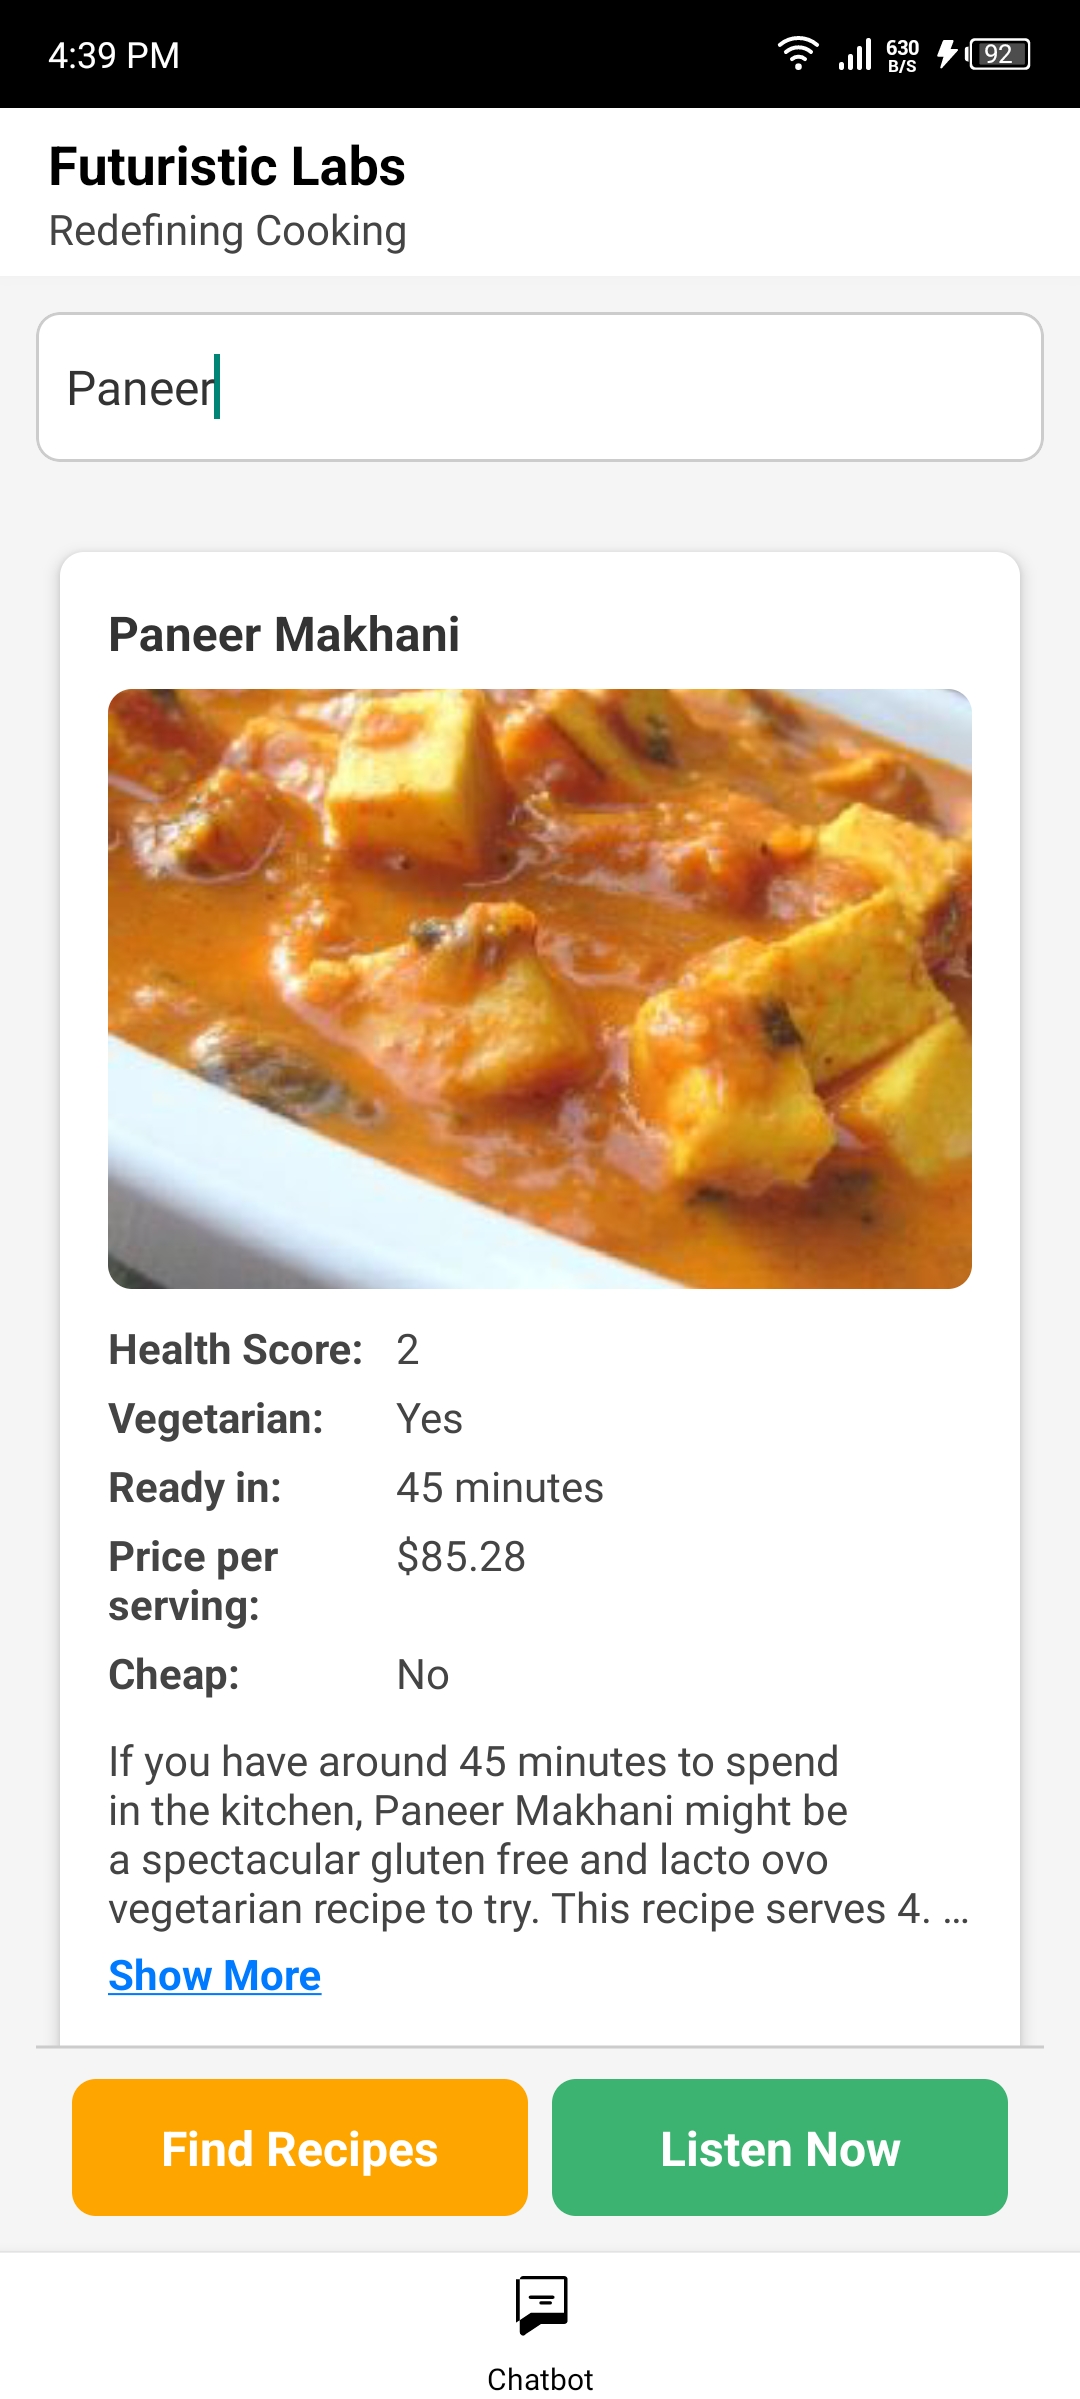 4:39 PM
630
B/S
92
Futuristic Labs
Redefining Cooking
Paneer
Paneer Makhani
Health Score: 2
Vegetarian: Yes
Ready in: 45 minutes
Price per serving: $85.28
Cheap: No
If you have around 45 minutes to spend
in the kitchen, Paneer Makhani might be
a spectacular gluten free and lacto ovo
vegetarian recipe to try. This recipe serves 4. ...
Show More
Find Recipes
Listen Now
Chatbot